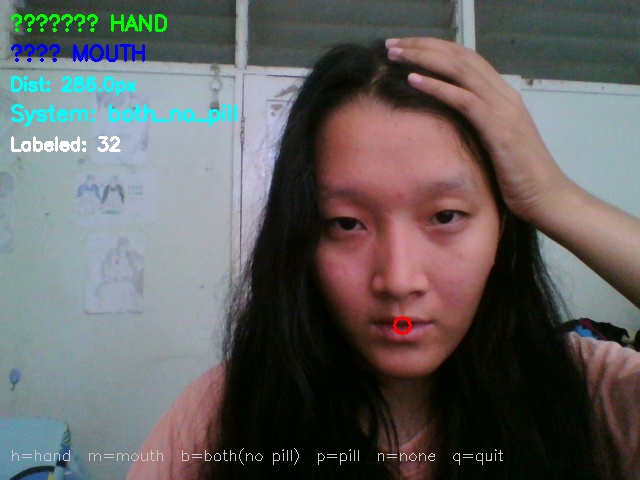 ??????? HAND
???? MOUTH
Dist: 286.0px
System: both_no_pill
Labeled: 32
h=hand m=mouth b=both(no pill) p=pill n=none q=quit